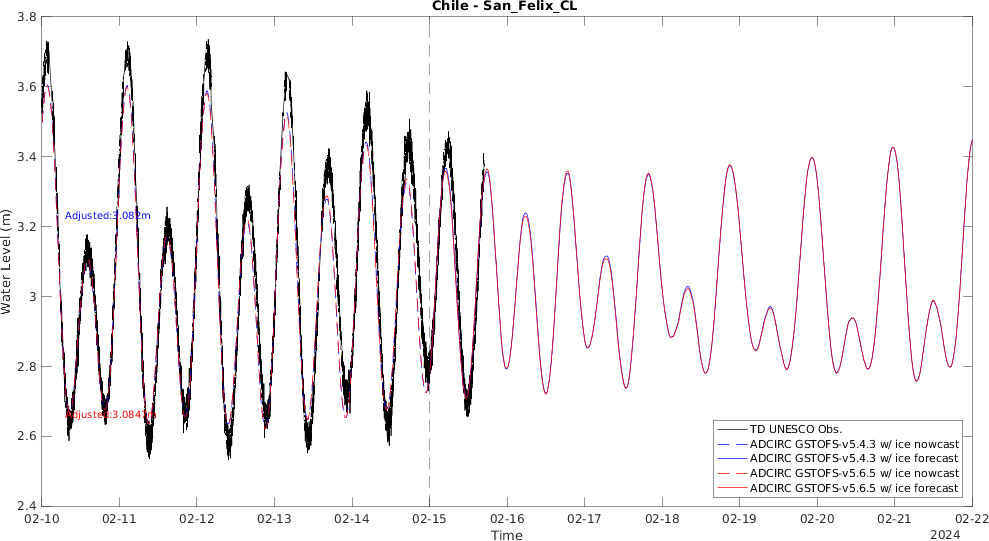 Chile - San_Felix_CL
3.8
3.6
3.4
3.2
3
2.8
2.6
2.4
Water Level (m)
Adjusted:3.082m
Adjusted:3.0847m
TD UNESCO Obs.
ADCIRC GSTOFS-v5.4.3 w/ ice nowcast
ADCIRC GSTOFS-v5.4.3 w/ ice forecast
ADCIRC GSTOFS-v5.6.5 w/ ice nowcast
ADCIRC GSTOFS-v5.6.5 w/ ice forecast
02-10 02-11 02-12 02-13 02-14 02-15 02-16 02-17 02-18 02-19 02-20 02-21 02-22
Time
2024